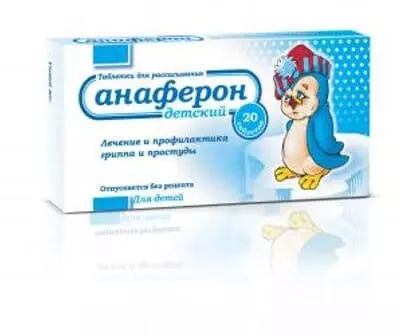 Таблетки для рассасывания
анаферон
детский
20
таблеток
Лечение и профилактика
гриппа и простуды
Отпускается без рецепта
Для детей